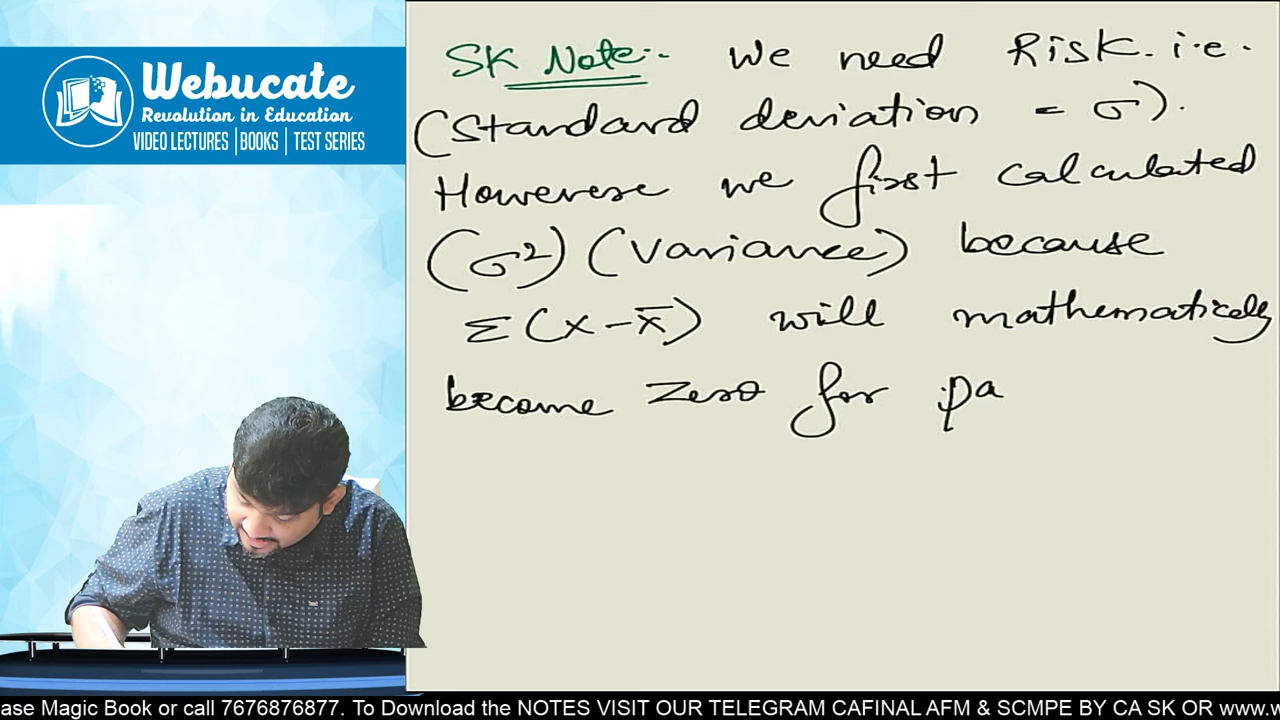 Webucate
Revolution in Education
VIDEO LECTURES | BOOKS | TEST SERIES
SK Note:- We need Risk. i.e.
(Standard deviation = σ).
Howerere we first calculated
(σ²) (Variance) because
Σ(x-x̄) will mathematically
become zero for pa
ase Magic Book or call 7676876877. To Download the NOTES VISIT OUR TELEGRAM CAFINAL AFM & SCMPE BY CA SK OR www.w